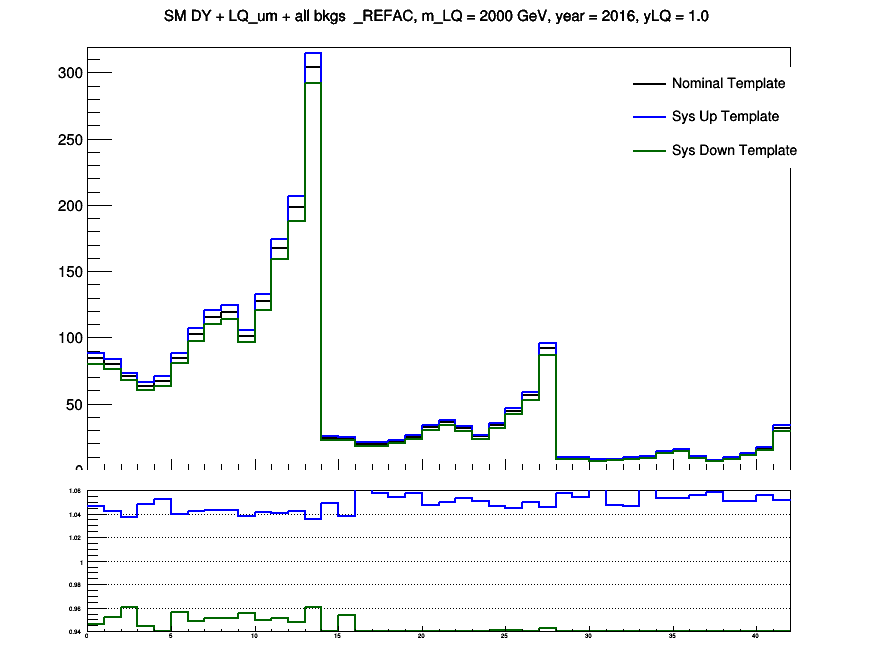 SM DY + LQ_um + all bkgs _REFAC, m_LQ = 2000 GeV, year = 2016, yLQ = 1.0
300
250
200
150
100
50
0
Nominal Template
Sys Up Template
Sys Down Template
1.06
1.04
1.02
1
0.98
0.96
0.94
0 5 10 15 20 25 30 35 40